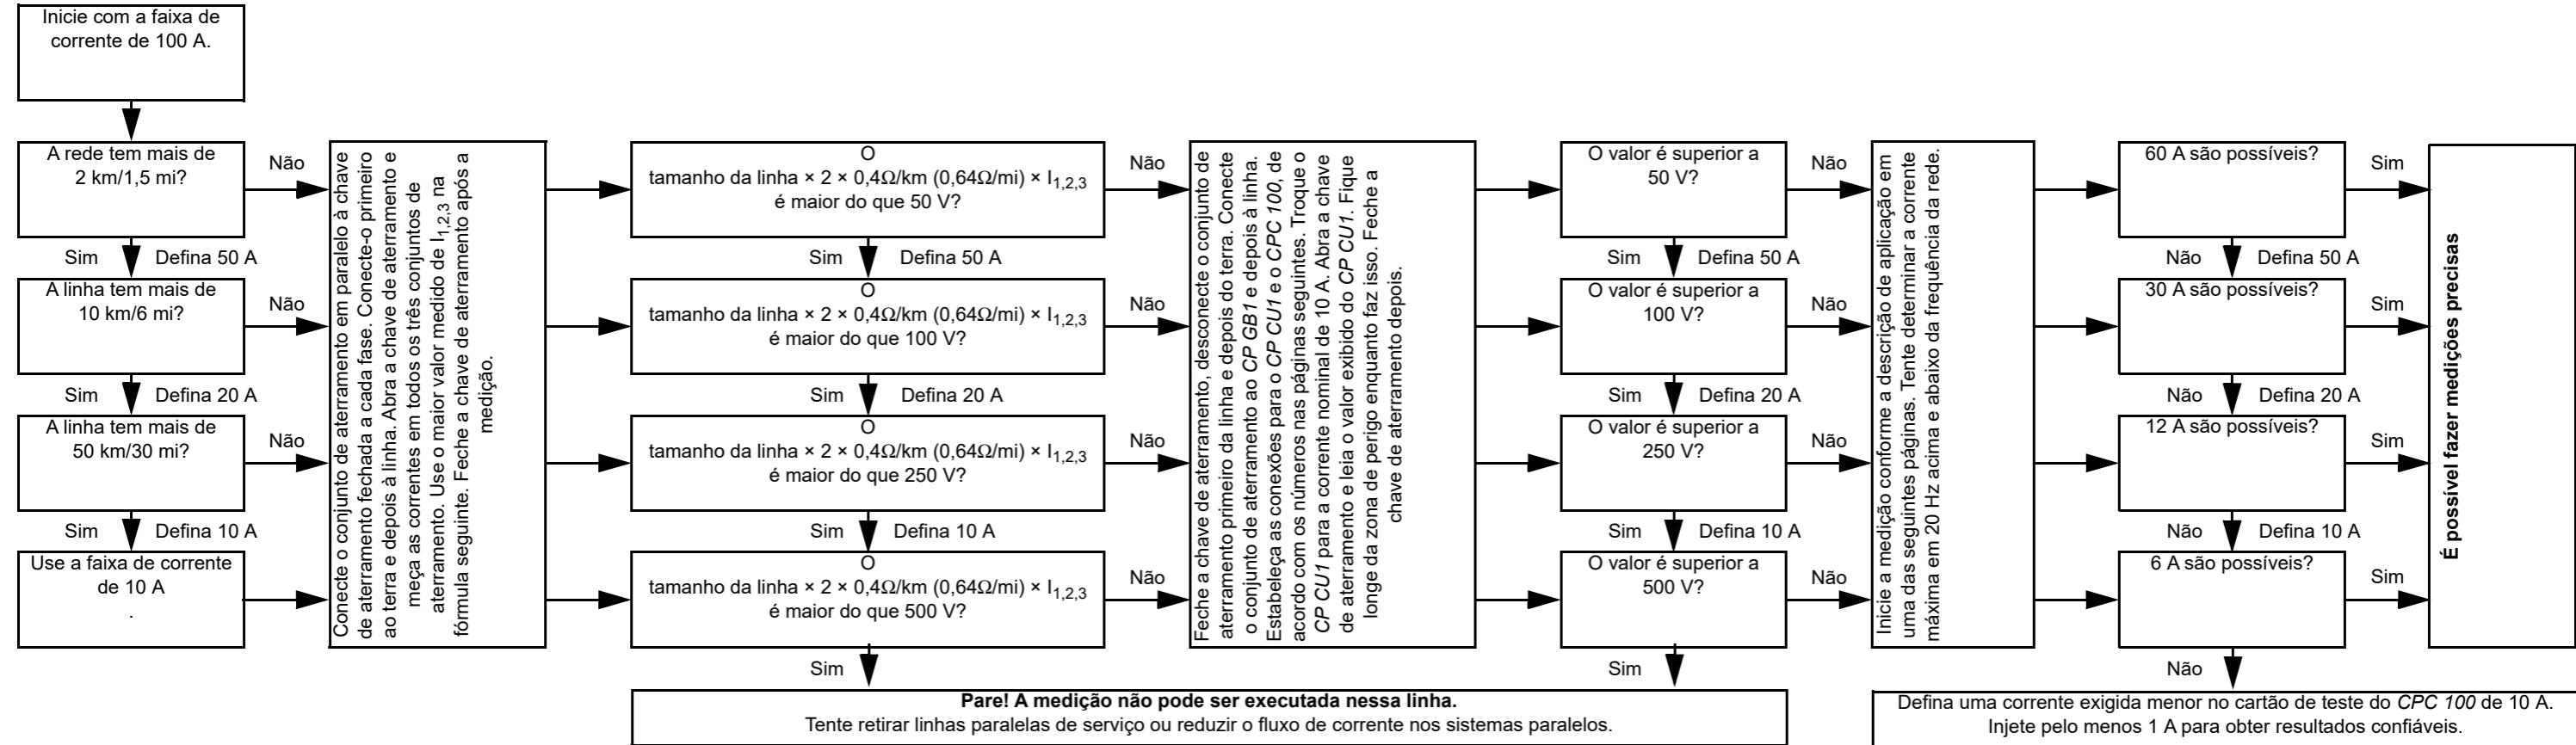 Inicie com a faixa de
corrente de 100 A.
A rede tem mais de
2 km/1,5 mi?
Não
Sim
Defina 50 A
A linha tem mais de
10 km/6 mi?
Não
Sim
Defina 20 A
A linha tem mais de
50 km/30 mi?
Não
Sim
Defina 10 A
Use a faixa de corrente
de 10 A
.
Conecte o conjunto de aterramento em paralelo à chave
de aterramento fechada a cada fase. Conecte-o primeiro
ao terra e depois à linha. Abra a chave de aterramento e
meça as correntes em todos os três conjuntos de
aterramento. Use o maior valor medido de I1,2,3 na
fórmula seguinte. Feche a chave de aterramento após a
medição.
O
tamanho da linha × 2 × 0,4Ω/km (0,64Ω/mi) × I1,2,3
é maior do que 50 V?
Não
Sim
Defina 50 A
O
tamanho da linha × 2 × 0,4Ω/km (0,64Ω/mi) × I1,2,3
é maior do que 100 V?
Não
Sim
Defina 20 A
O
tamanho da linha × 2 × 0,4Ω/km (0,64Ω/mi) × I1,2,3
é maior do que 250 V?
Não
Sim
Defina 10 A
O
tamanho da linha × 2 × 0,4Ω/km (0,64Ω/mi) × I1,2,3
é maior do que 500 V?
Não
Sim
Feche a chave de aterramento, desconecte o conjunto de
aterramento primeiro da linha e depois do terra. Conecte
o conjunto de aterramento ao CP GB1 e depois à linha.
Estabeleça as conexões para o CP CU1 e o CPC 100, de
acordo com os números nas páginas seguintes. Troque o
CP CU1 para a corrente nominal de 10 A. Abra a chave
de aterramento e leia o valor exibido do CP CU1. Fique
longe da zona de perigo enquanto faz isso. Feche a
chave de aterramento depois.
O valor é superior a
50 V?
Não
Sim
Defina 50 A
O valor é superior a
100 V?
Não
Sim
Defina 20 A
O valor é superior a
250 V?
Não
Sim
Defina 10 A
O valor é superior a
500 V?
Não
Sim
Pare! A medição não pode ser executada nessa linha.
Tente retirar linhas paralelas de serviço ou reduzir o fluxo de corrente nos sistemas paralelos.
Inicie a medição conforme a descrição de aplicação em
uma das seguintes páginas. Tente determinar a corrente
máxima em 20 Hz acima e abaixo da frequência da rede.
60 A são possíveis?
Sim
Não
Defina 50 A
30 A são possíveis?
Sim
Não
Defina 20 A
12 A são possíveis?
Sim
Não
Defina 10 A
6 A são possíveis?
Sim
Não
É possível fazer medições precisas
Defina uma corrente exigida menor no cartão de teste do CPC 100 de 10 A.
Injete pelo menos 1 A para obter resultados confiáveis.